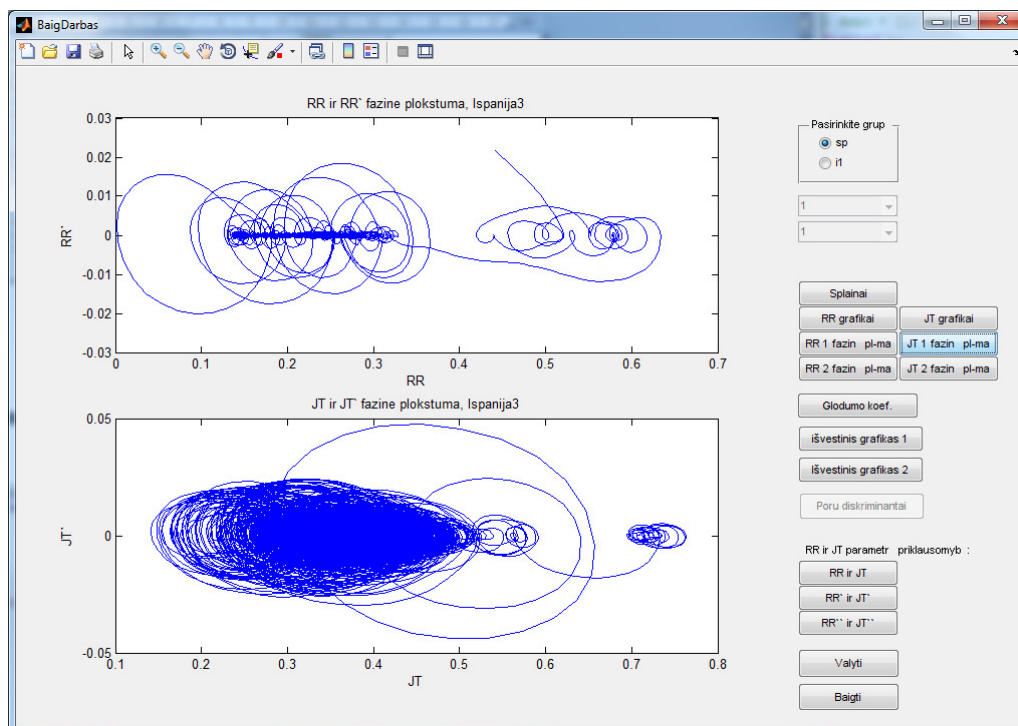 BaigDarbas
RR ir RR` fazine plokstuma, Ispanija3
0.03
0.02
0.01
0
-0.01
-0.02
-0.03
RR`
0 0.1 0.2 0.3 0.4 0.5 0.6 0.7
RR
JT ir JT` fazine plokstuma, Ispanija3
0.05
0
-0.05
JT`
0.1 0.2 0.3 0.4 0.5 0.6 0.7 0.8
JT
Pasirinkite grup
sp
i1
1
1
Splainai
RR grafikai JT grafikai
RR 1 fazin pl-ma JT 1 fazin pl-ma
RR 2 fazin pl-ma JT 2 fazin pl-ma
Glodumo koef.
išvestinis grafikas 1
Išvestinis grafikas 2
Poru diskriminantai
RR ir JT parametr priklausomyb :
RR ir JT
RR` ir JT`
RR`` ir JT``
Valyti
Baigti